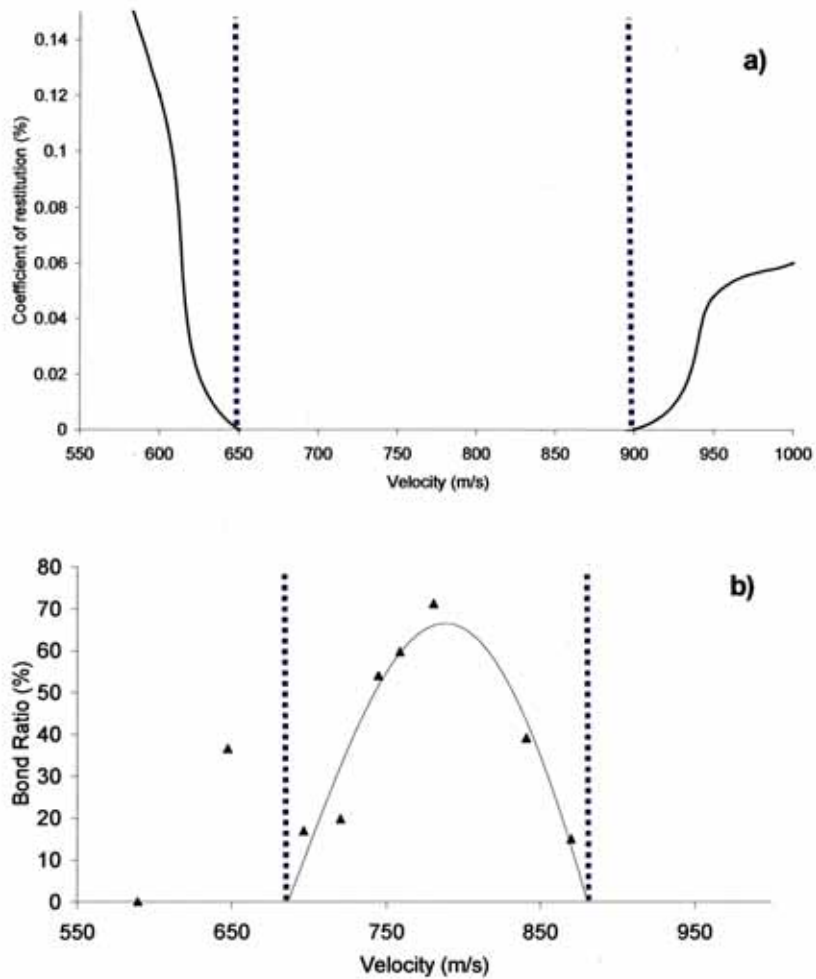 a)
Coefficient of restitution (%)
0.14
0.12
0.1
0.08
0.06
0.04
0.02
0
550 600 650 700 750 800 850 900 950 1000
Velocity (m/s)
b)
Bond Ratio (%)
80
70
60
50
40
30
20
10
0
550 650 750 850 950
Velocity (m/s)